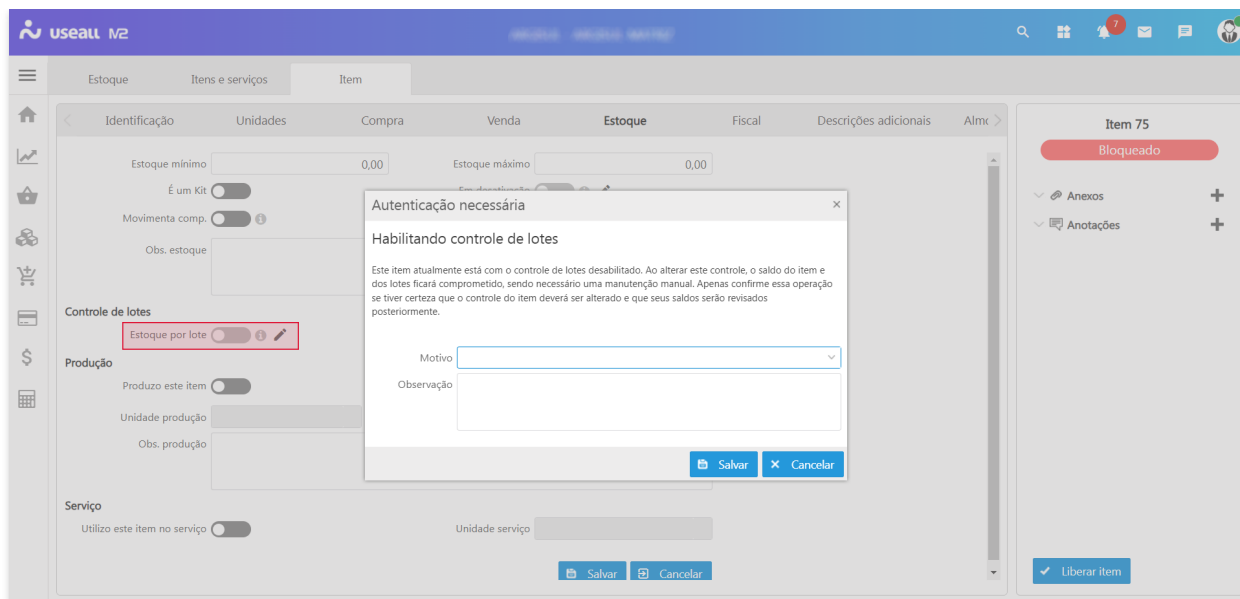 useall M2
7
Estoque Itens e serviços Item
Identificação Unidades Compra Venda Estoque Fiscal Descrições adicionais
Item 75
Bloqueado
Anexos
Anotações
Estoque mínimo 0,00 Estoque máximo 0,00
É um Kit Em desativação
Movimenta comp.
Obs. estoque
Controle de lotes
Estoque por lote
Produção
Produzo este item
Unidade produção
Obs. produção
Serviço
Utilizo este item no serviço Unidade serviço
Salvar Cancelar
Autenticação necessária
Habilitando controle de lotes
Este item atualmente está com o controle de lotes desabilitado. Ao alterar este controle, o saldo do item e
dos lotes ficará comprometido, sendo necessário uma manutenção manual. Apenas confirme essa operação
se tiver certeza que o controle do item deverá ser alterado e que seus saldos serão revisados
posteriormente.
Motivo
Observação
Salvar Cancelar
Liberar item